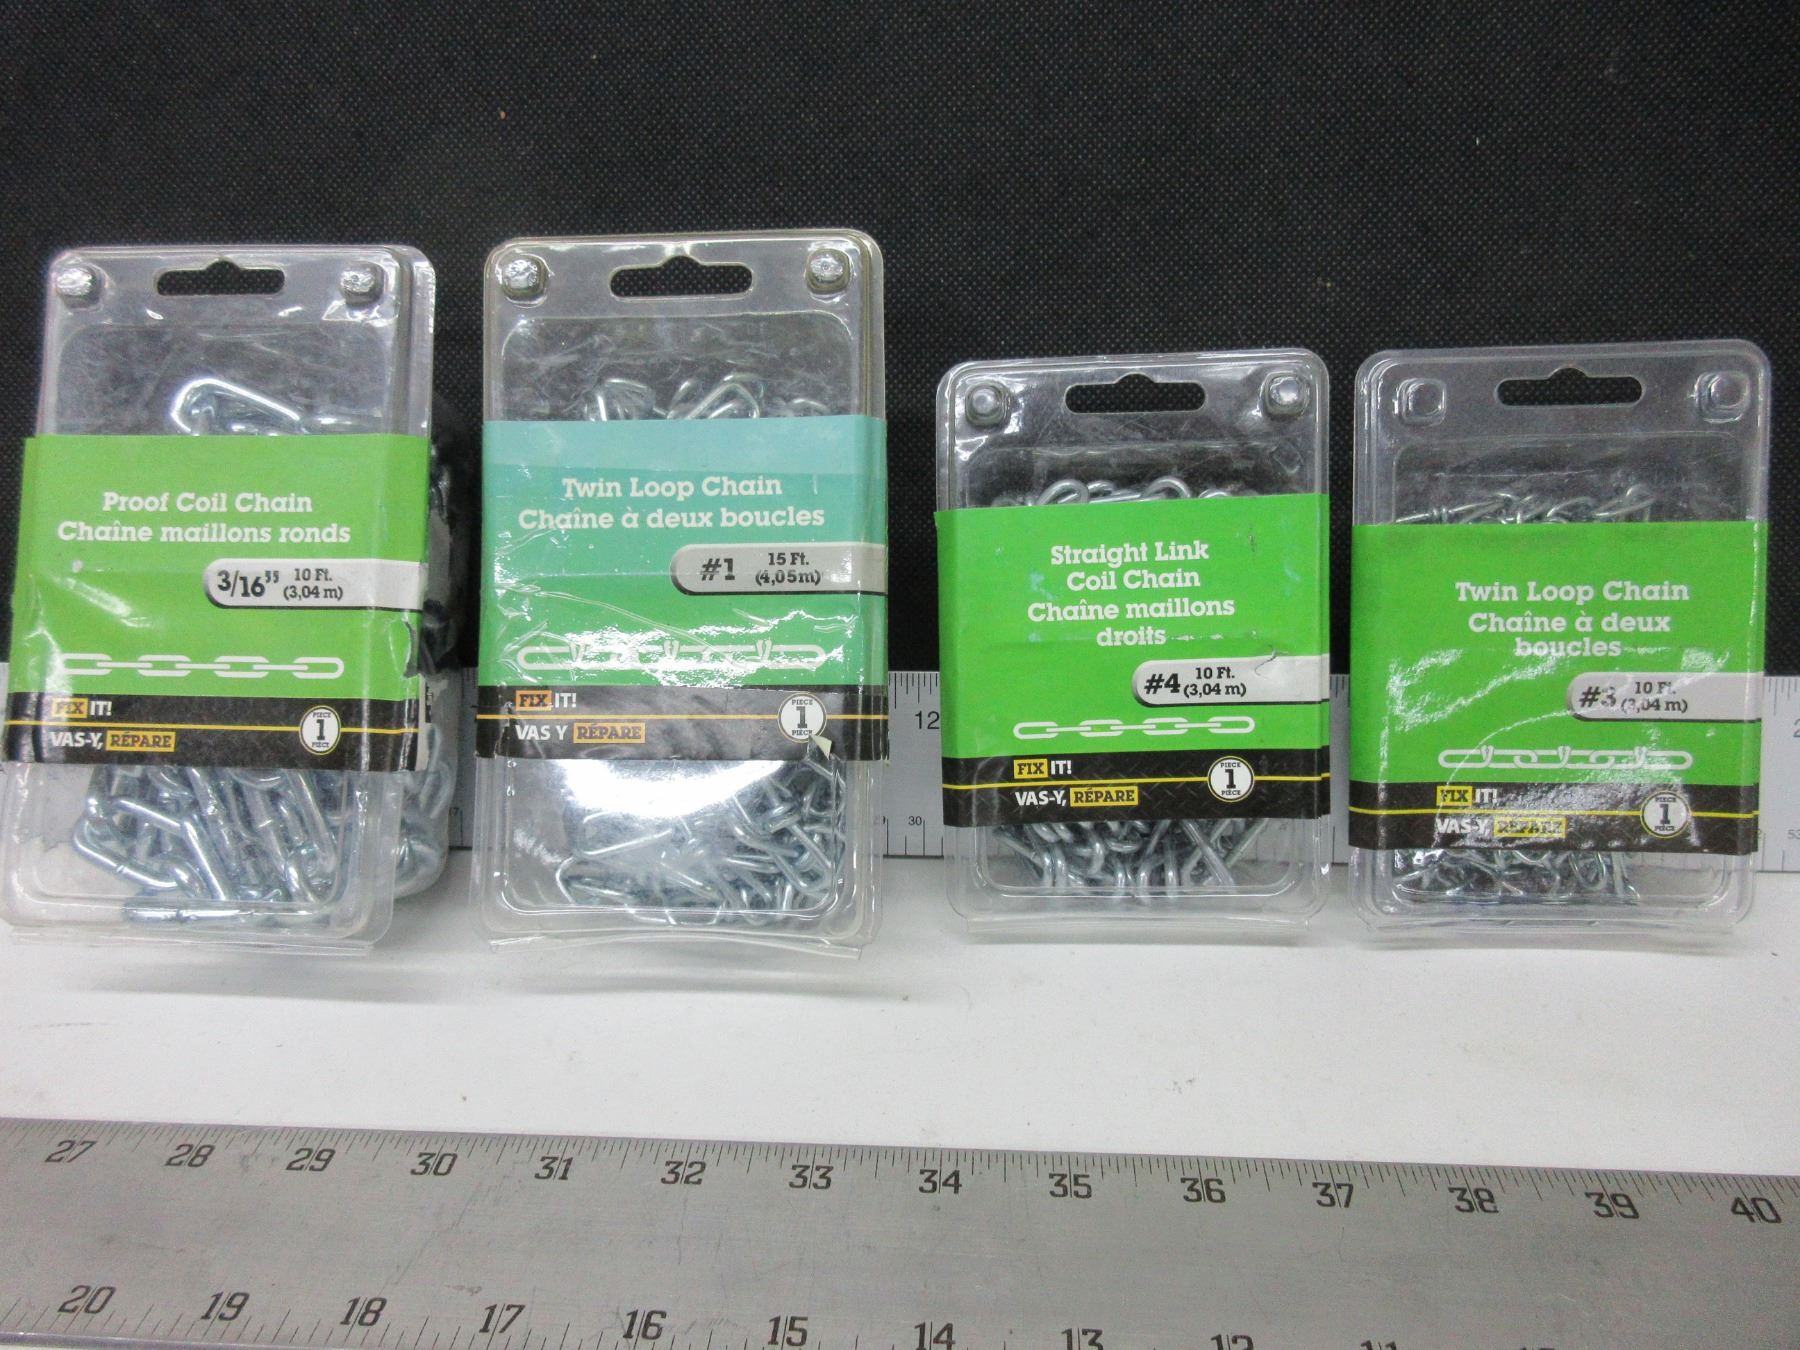 Proof Coil Chain
Chaîne maillons ronds
3/16” 10 Ft.
(3,04 m)
FIX IT!
VAS-Y, RÉPARE
PIECE
1
PIÈCE
Twin Loop Chain
Chaîne à deux boucles
#1 15 Ft.
(4,05m)
FIX IT!
VAS Y RÉPARE
PIECE
1
PIÈCE
Straight Link
Coil Chain
Chaîne maillons
droits
#4 10 Ft.
(3,04 m)
FIX IT!
VAS-Y, RÉPARE
PIECE
1
PIÈCE
Twin Loop Chain
Chaîne à deux
boucles
#3 10 Ft.
(3,04 m)
FIX IT!
VAS-Y, RÉPARE
PIECE
1
PIÈCE
12
30
27 28 29 30 31 32 33 34 35 36 37 38 39 40
20 19 18 17 16 15 14 13 12 11